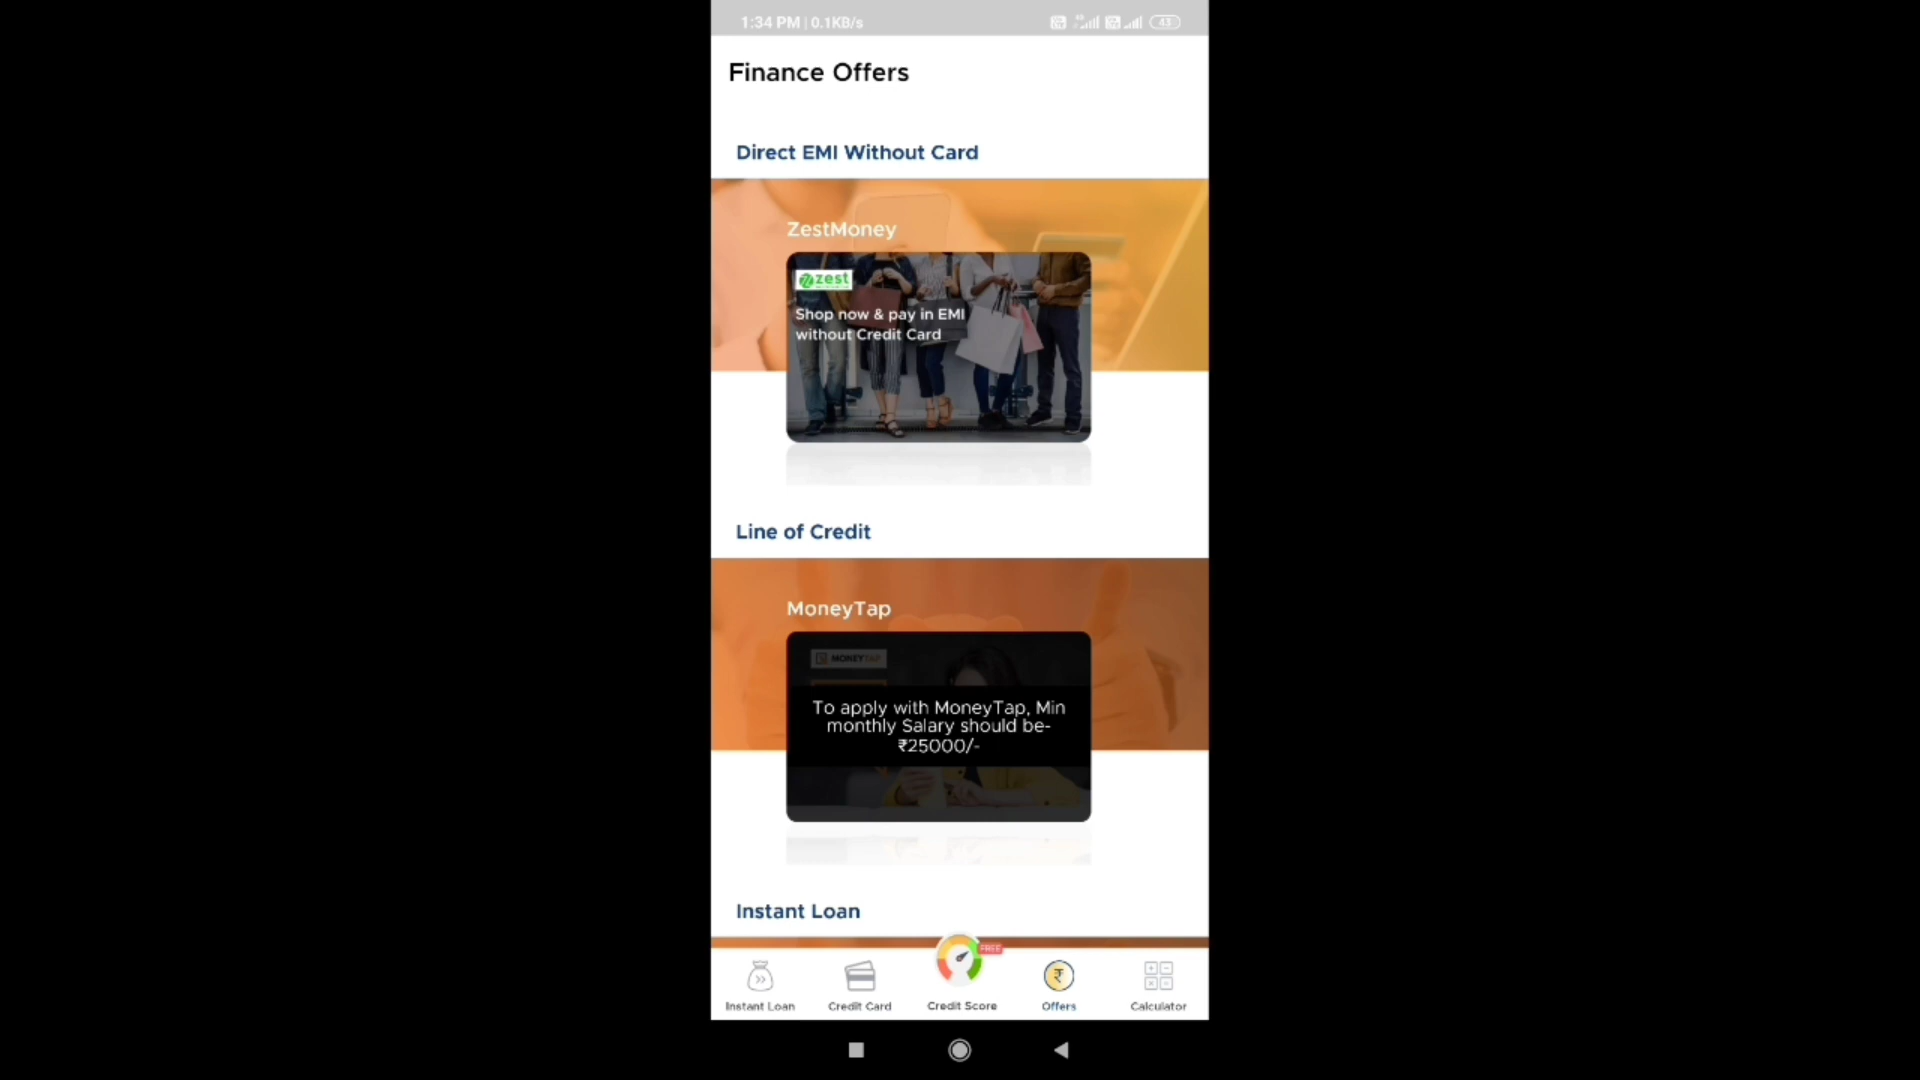 1:34 PM | 0.1KB/s
43
Finance Offers
Direct EMI Without Card
ZestMoney
zest
Shop now & pay in EMI
without Credit Card
Line of Credit
MoneyTap
MONEYTAP
To apply with MoneyTap, Min
monthly Salary should be-
₹25000/-
Instant Loan
FREE
Instant Loan
Credit Card
Credit Score
Offers
Calculator